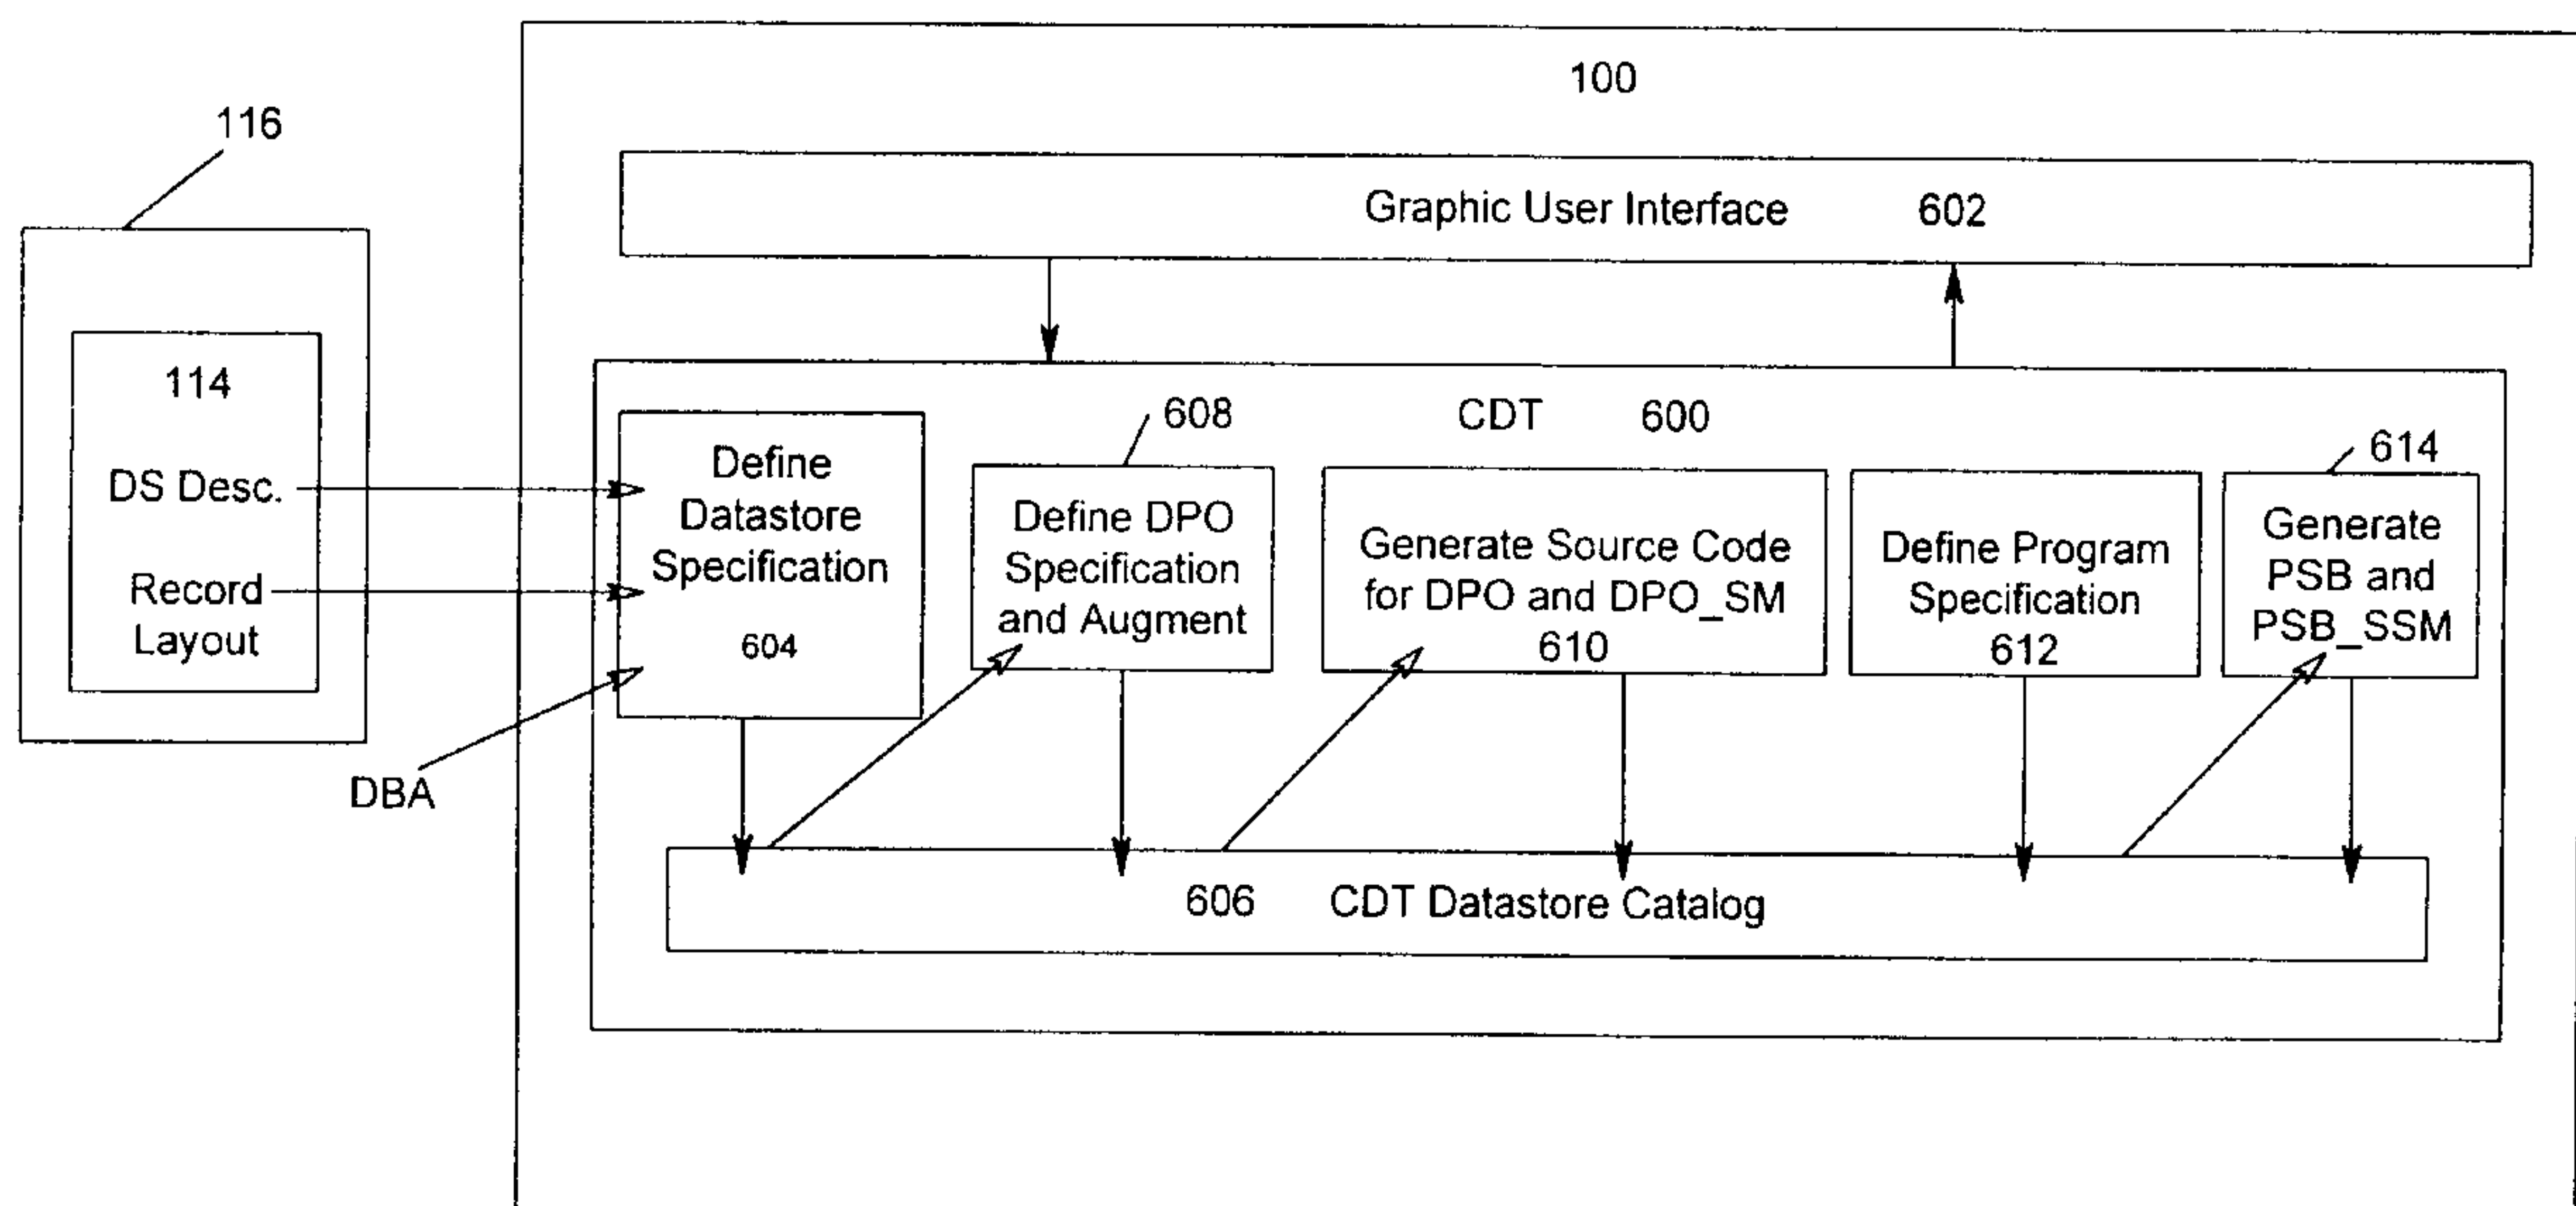 100
116
Graphic User Interface 602
114
DS Desc.
Record
Layout
DBA
CDT 600
Define
Datastore
Specification
604
608
Define DPO
Specification
and Augment
Generate Source Code
for DPO and DPO_SM
610
Define Program
Specification
612
614
Generate
PSB and
PSB_SSM
606 CDT Datastore Catalog